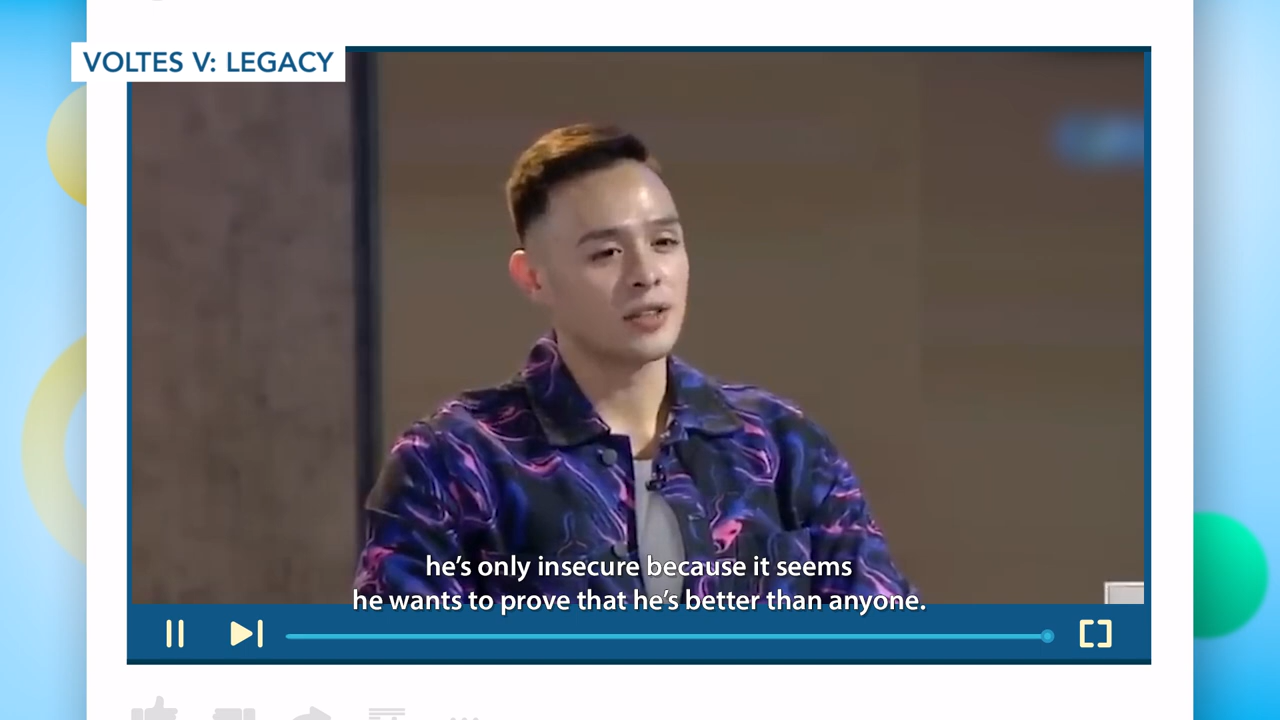 VOLTES V: LEGACY
he's only insecure because it seems
he wants to prove that he's better than anyone.